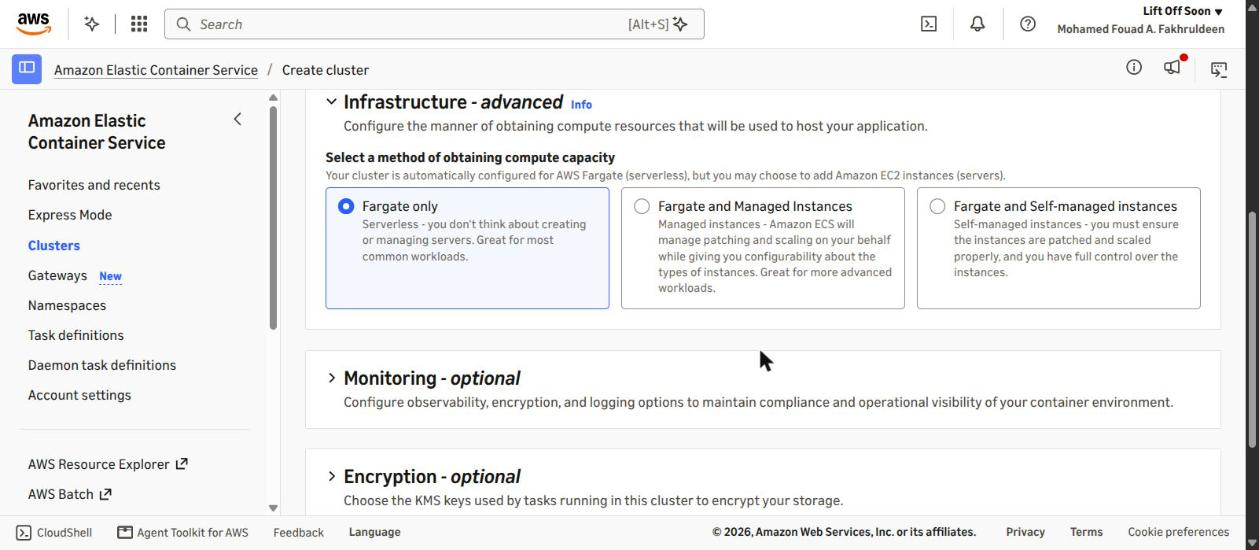 aws
Search
[Alt+S]
Lift Off Soon ▼
Mohamed Fouad A. Fakhruldeen
Amazon Elastic Container Service / Create cluster
Amazon Elastic
Container Service
Favorites and recents
Express Mode
Clusters
Gateways New
Namespaces
Task definitions
Daemon task definitions
Account settings
AWS Resource Explorer
AWS Batch
Infrastructure - advanced Info
Configure the manner of obtaining compute resources that will be used to host your application.
Select a method of obtaining compute capacity
Your cluster is automatically configured for AWS Fargate (serverless), but you may choose to add Amazon EC2 instances (servers).
Fargate only
Serverless - you don't think about creating
or managing servers. Great for most
common workloads.
Fargate and Managed Instances
Managed instances - Amazon ECS will
manage patching and scaling on your behalf
while giving you configurability about the
types of instances. Great for more advanced
workloads.
Fargate and Self-managed instances
Self-managed instances - you must ensure
the instances are patched and scaled
properly, and you have full control over the
instances.
Monitoring - optional
Configure observability, encryption, and logging options to maintain compliance and operational visibility of your container environment.
Encryption - optional
Choose the KMS keys used by tasks running in this cluster to encrypt your storage.
CloudShell
Agent Toolkit for AWS
Feedback
Language
© 2026, Amazon Web Services, Inc. or its affiliates.
Privacy
Terms
Cookie preferences